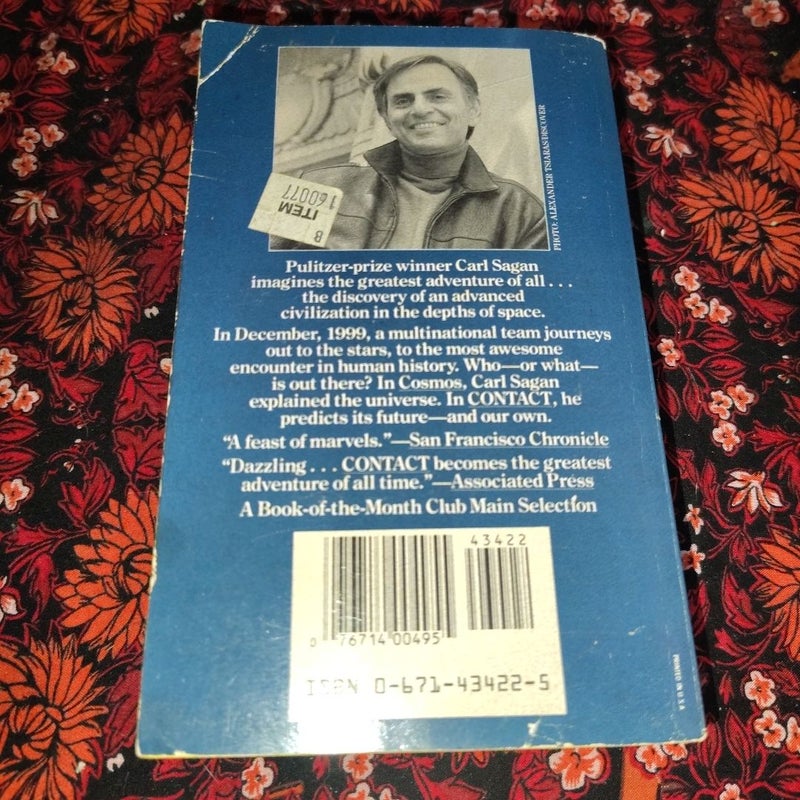 PHOTO: ALEXANDER TSIARAS/DISCOVER
B
160077
ITEM
Pulitzer-prize winner Carl Sagan
imagines the greatest adventure of all . . .
the discovery of an advanced
civilization in the depths of space.
In December, 1999, a multinational team journeys
out to the stars, to the most awesome
encounter in human history. Who—or what—
is out there? In Cosmos, Carl Sagan
explained the universe. In CONTACT, he
predicts its future—and our own.
“A feast of marvels.”—San Francisco Chronicle
“Dazzling . . . CONTACT becomes the greatest
adventure of all time.”—Associated Press
A Book-of-the-Month Club Main Selection
43422
0 76714 00495
ISBN 0-671-43422-5
PRINTED IN U.S.A.